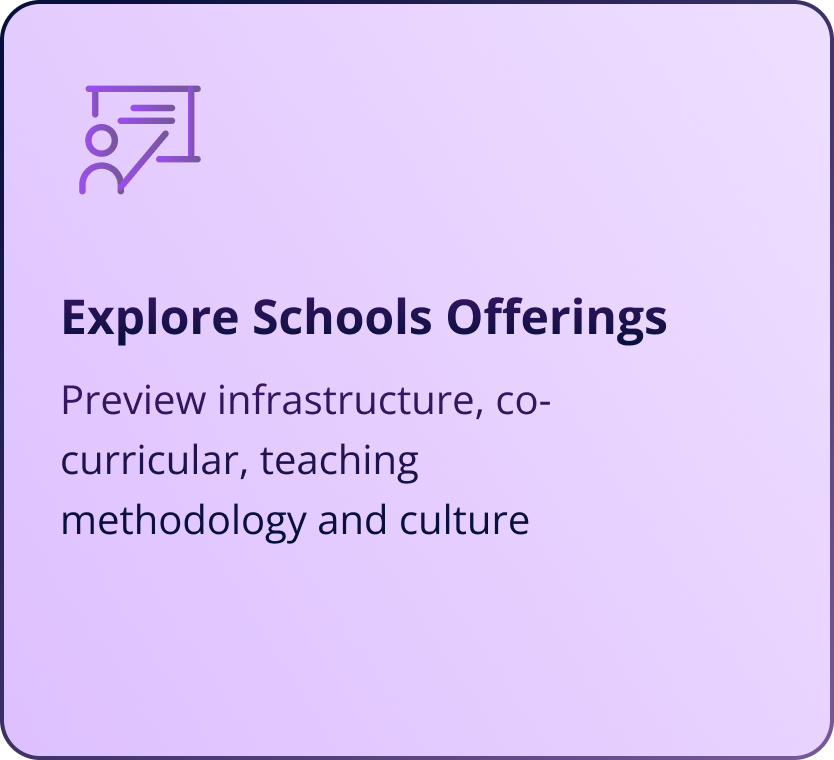 Explore Schools Offerings
Preview infrastructure, co-
curricular, teaching
methodology and culture